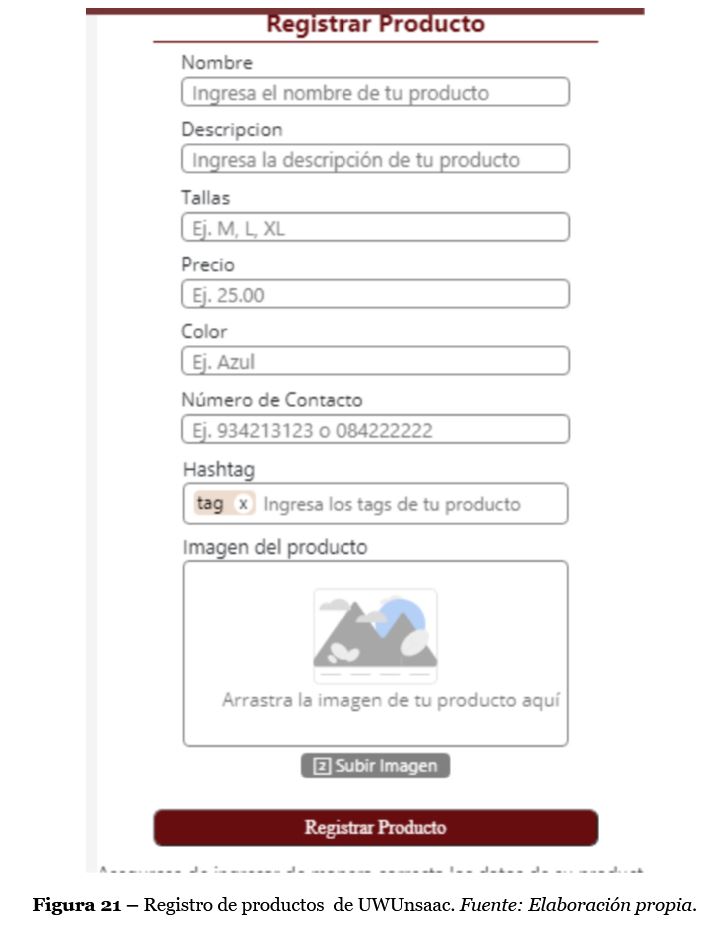 Registrar Producto
Nombre
Ingresa el nombre de tu producto
Descripcion
Ingresa la descripción de tu producto
Tallas
Ej. M, L, XL
Precio
Ej. 25.00
Color
Ej. Azul
Número de Contacto
Ej. 934213123 o 084222222
Hashtag
tag x Ingresa los tags de tu producto
Imagen del producto
Arrastra la imagen de tu producto aquí
2 Subir Imagen
Registrar Producto
Figura 21 – Registro de productos de UWUnsaac. Fuente: Elaboración propia.